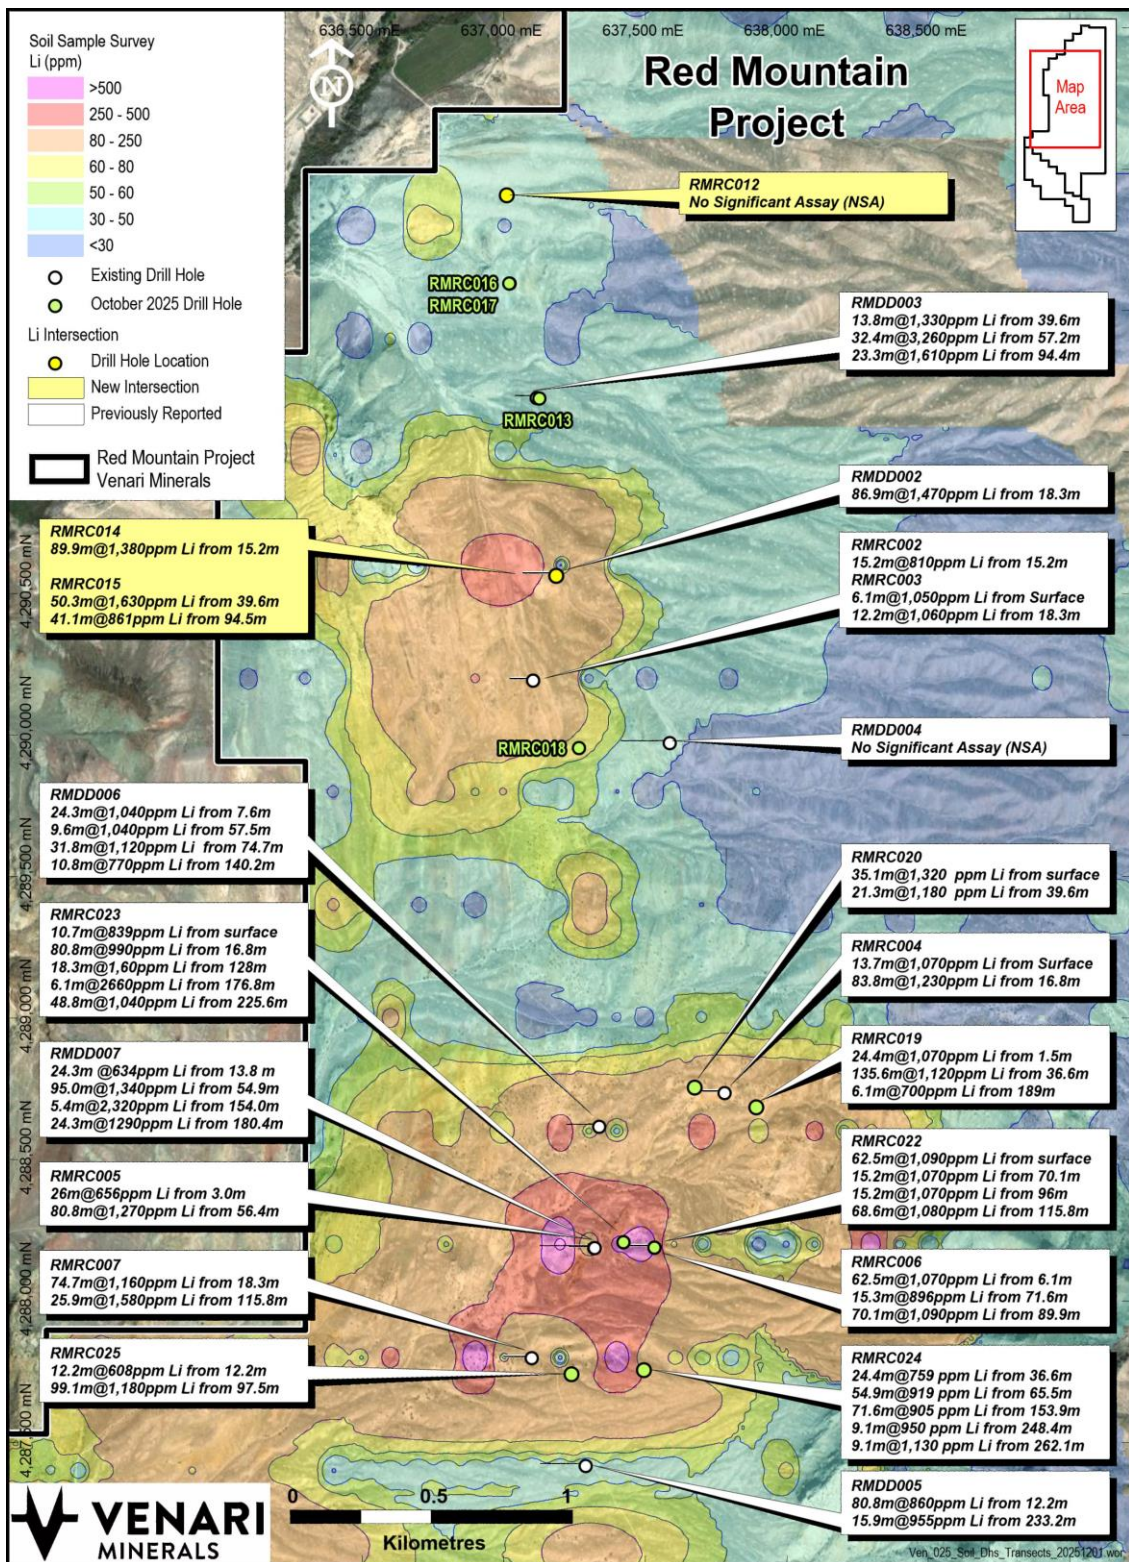 636,500 mE
637,000 mE
637,500 mE
638,000 mE
638,500 mE
Soil Sample Survey
Li (ppm)
>500
250 - 500
80 - 250
60 - 80
50 - 60
30 - 50
<30
Existing Drill Hole
October 2025 Drill Hole
Li Intersection
Drill Hole Location
New Intersection
Previously Reported
Red Mountain Project
Venari Minerals
N
Red Mountain
Project
Map
Area
RMRC012
No Significant Assay (NSA)
RMRC016
RMRC017
RMDD003
13.8m@1,330ppm Li from 39.6m
32.4m@3,260ppm Li from 57.2m
23.3m@1,610ppm Li from 94.4m
RMRC013
RMDD002
86.9m@1,470ppm Li from 18.3m
RMRC014
89.9m@1,380ppm Li from 15.2m
RMRC015
50.3m@1,630ppm Li from 39.6m
41.1m@861ppm Li from 94.5m
RMRC002
15.2m@810ppm Li from 15.2m
RMRC003
6.1m@1,050ppm Li from Surface
12.2m@1,060ppm Li from 18.3m
4,290,500 mN
4,290,000 mN
RMRC018
RMDD004
No Significant Assay (NSA)
RMDD006
24.3m@1,040ppm Li from 7.6m
9.6m@1,040ppm Li from 57.5m
31.8m@1,120ppm Li from 74.7m
10.8m@770ppm Li from 140.2m
4,289,500 mN
RMRC020
35.1m@1,320 ppm Li from surface
21.3m@1,180 ppm Li from 39.6m
RMRC023
10.7m@839ppm Li from surface
80.8m@990ppm Li from 16.8m
18.3m@1,60ppm Li from 128m
6.1m@2660ppm Li from 176.8m
48.8m@1,040ppm Li from 225.6m
RMRC004
13.7m@1,070ppm Li from Surface
83.8m@1,230ppm Li from 16.8m
4,289,000 mN
RMRC019
24.4m@1,070ppm Li from 1.5m
135.6m@1,120ppm Li from 36.6m
6.1m@700ppm Li from 189m
RMDD007
24.3m @634ppm Li from 13.8 m
95.0m@1,340ppm Li from 54.9m
5.4m@2,320ppm Li from 154.0m
24.3m@1290ppm Li from 180.4m
4,288,500 mN
RMRC022
62.5m@1,090ppm Li from surface
15.2m@1,070ppm Li from 70.1m
15.2m@1,070ppm Li from 96m
68.6m@1,080ppm Li from 115.8m
RMRC005
26m@656ppm Li from 3.0m
80.8m@1,270ppm Li from 56.4m
RMRC007
74.7m@1,160ppm Li from 18.3m
25.9m@1,580ppm Li from 115.8m
4,288,000 mN
RMRC006
62.5m@1,070ppm Li from 6.1m
15.3m@896ppm Li from 71.6m
70.1m@1,090ppm Li from 89.9m
RMRC025
12.2m@608ppm Li from 12.2m
99.1m@1,180ppm Li from 97.5m
RMRC024
24.4m@759 ppm Li from 36.6m
54.9m@919 ppm Li from 65.5m
71.6m@905 ppm Li from 153.9m
9.1m@950 ppm Li from 248.4m
9.1m@1,130 ppm Li from 262.1m
4,287,500 mN
RMDD005
80.8m@860ppm Li from 12.2m
15.9m@955ppm Li from 233.2m
VENARI
MINERALS
0 0.5 1
Kilometres
Ven_025_Soil_Dhs_Transects_20251201.wor